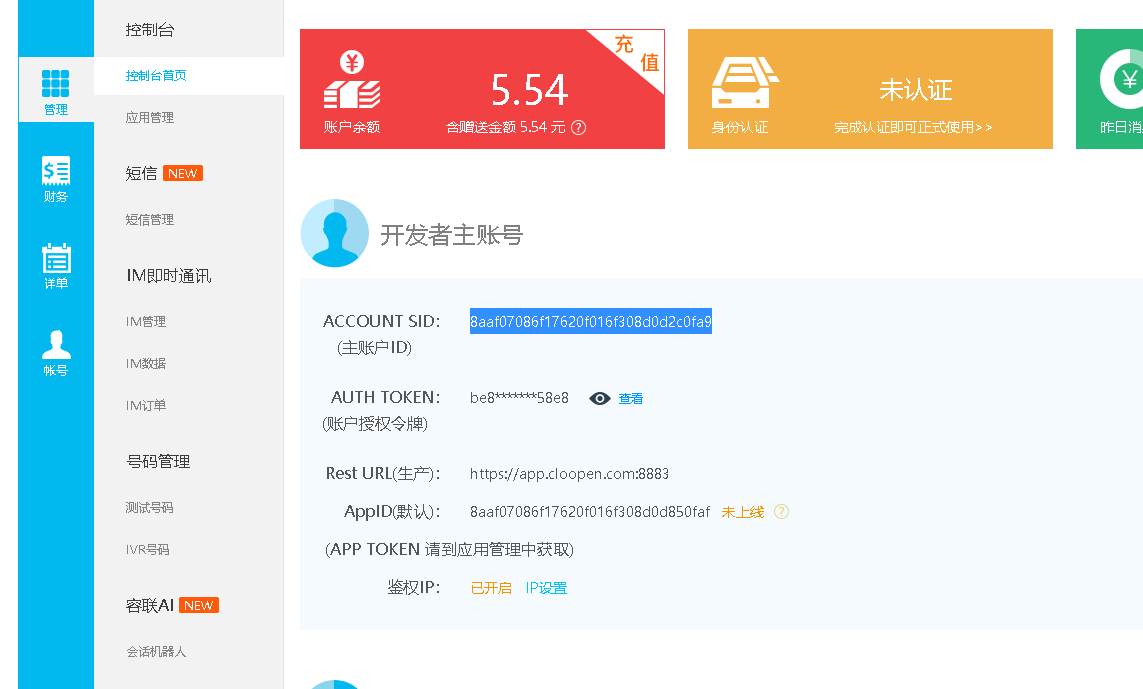 控制台
管理
控制台首页
应用管理
财务
短信 NEW
短信管理
详单
IM即时通讯
IM管理
帐号
IM数据
IM订单
号码管理
测试号码
IVR号码
容联AI NEW
会话机器人
充值
5.54
账户余额
含赠送金额 5.54 元 ?
未认证
身份认证
完成认证即可正式使用>>
昨日消
开发者主账号
ACCOUNT SID: 8aaf07086f17620f016f308d0d2c0fa9
(主账户ID)
AUTH TOKEN: be8*******58e8 查看
(账户授权令牌)
Rest URL(生产): https://app.cloopen.com:8883
AppID(默认): 8aaf07086f17620f016f308d0d850faf 未上线 ?
(APP TOKEN 请到应用管理中获取)
鉴权IP: 已开启 IP设置